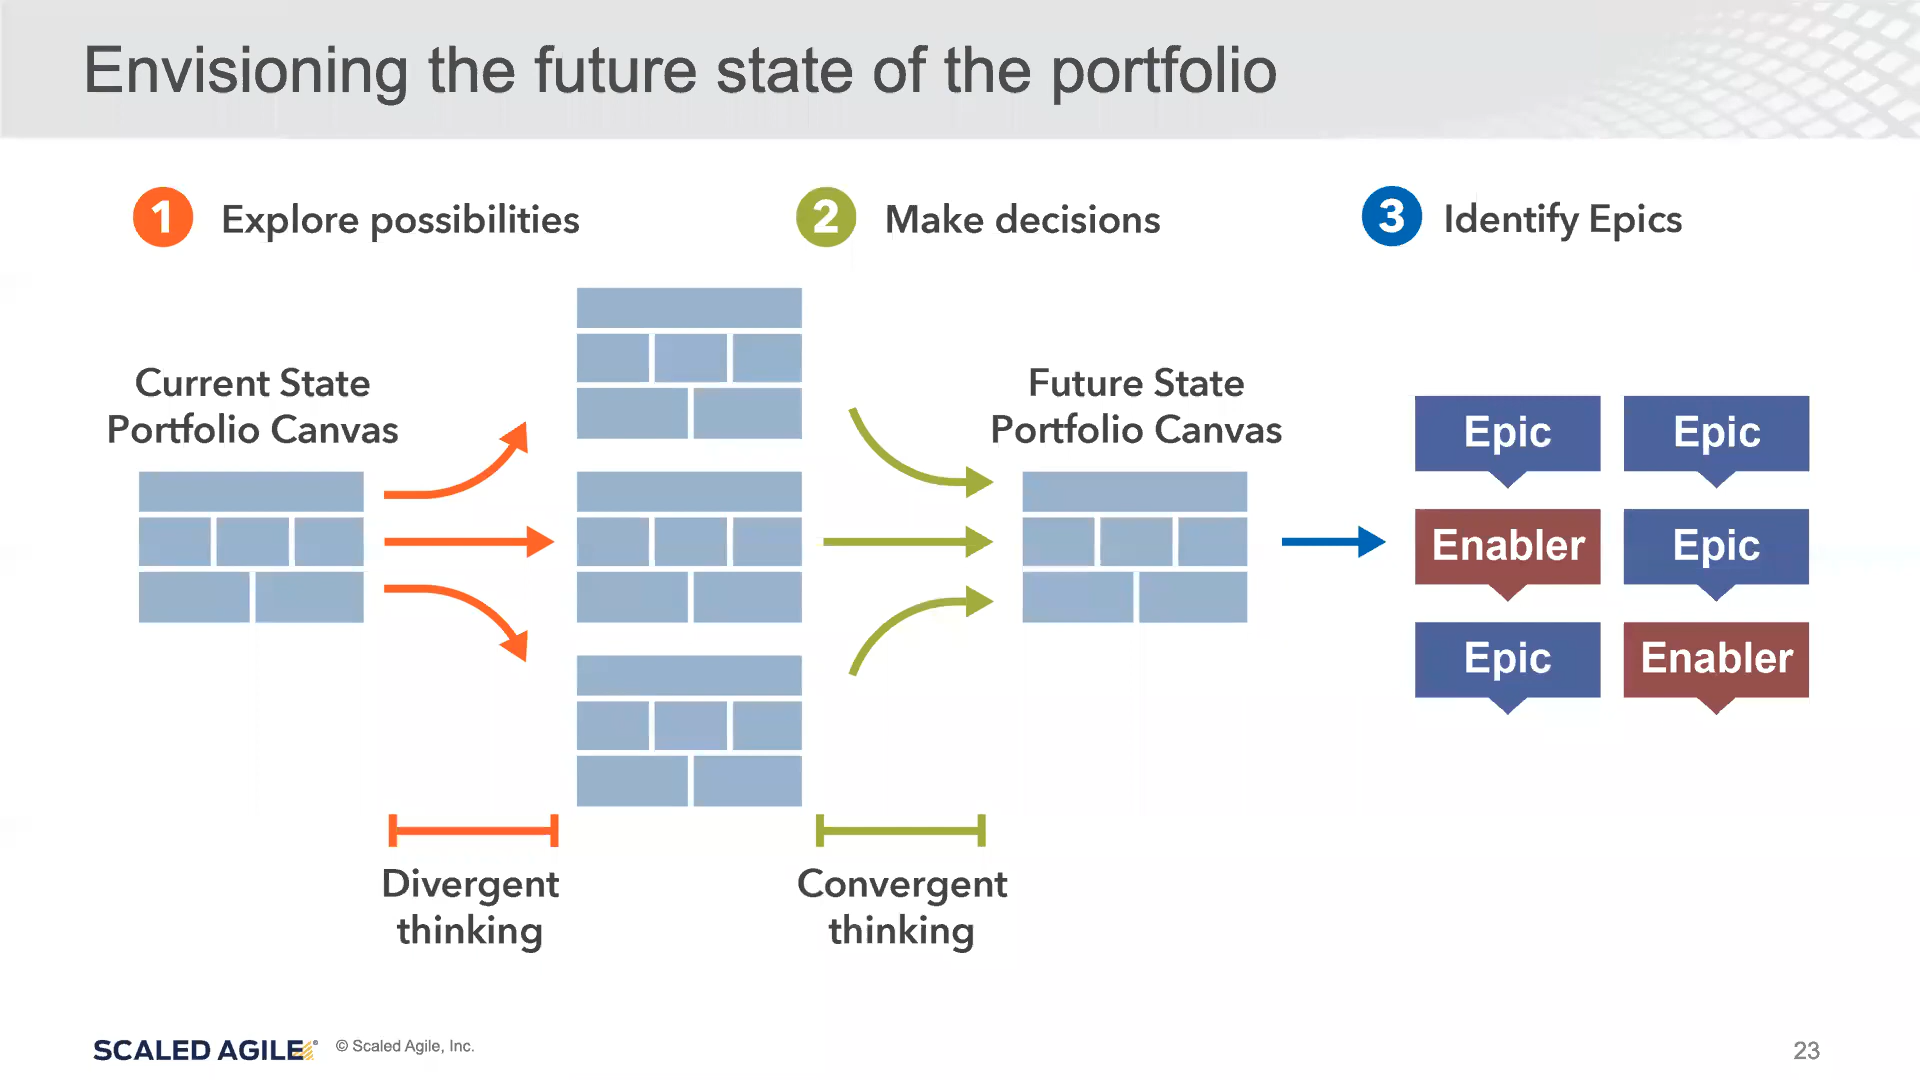 Envisioning the future state of the portfolio
1 Explore possibilities
2 Make decisions
3 Identify Epics
Current State
Portfolio Canvas
Future State
Portfolio Canvas
Epic
Epic
Enabler
Epic
Epic
Enabler
Divergent
thinking
Convergent
thinking
SCALED AGILE® © Scaled Agile, Inc.
23